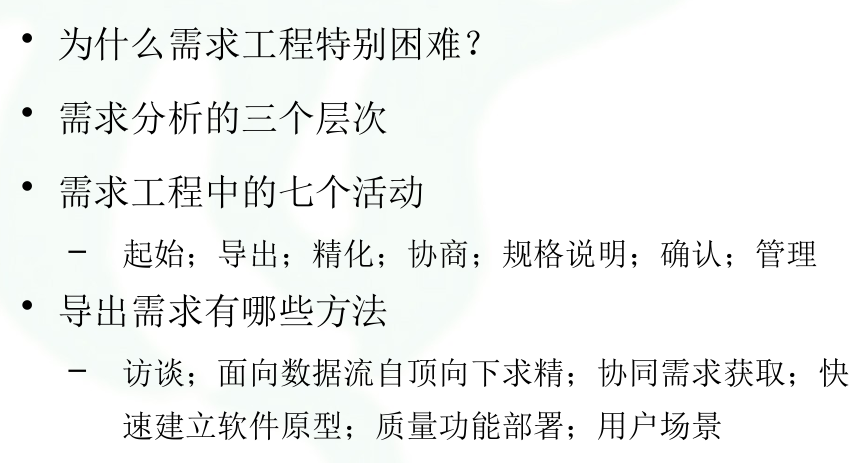 • 为什么需求工程特别困难？
• 需求分析的三个层次
• 需求工程中的七个活动
– 起始；导出；精化；协商；规格说明；确认；管理
• 导出需求有哪些方法
– 访谈；面向数据流自顶向下求精；协同需求获取；快
速建立软件原型；质量功能部署；用户场景